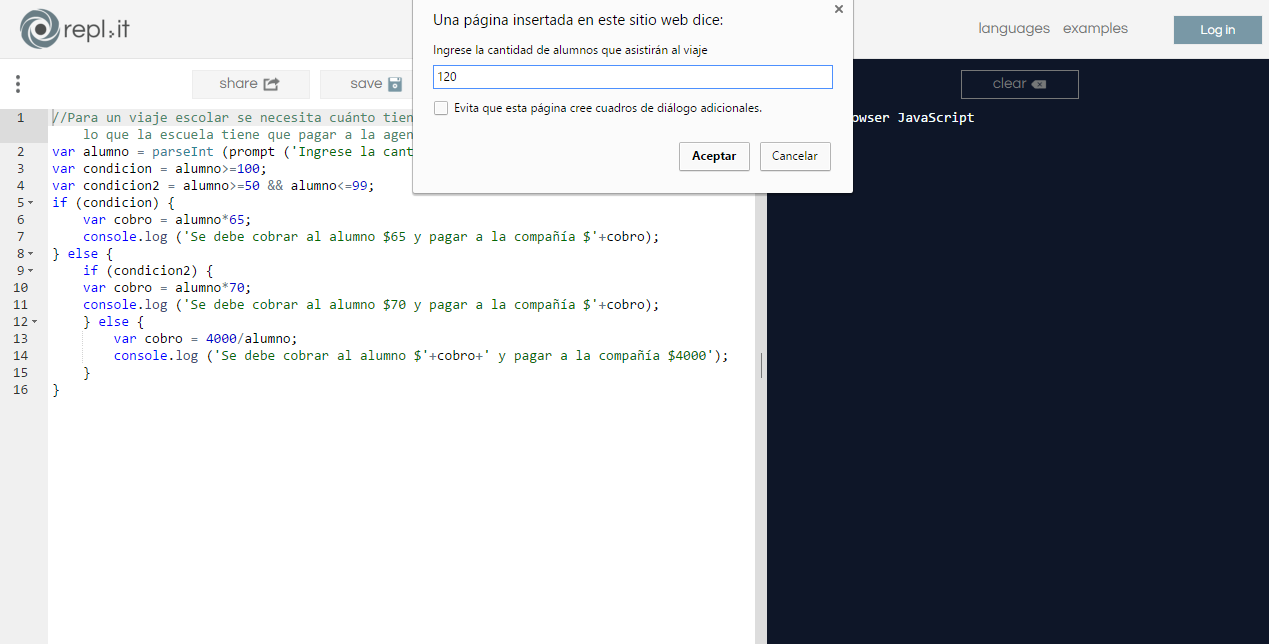 repl.it
languages examples
Log in
Una página insertada en este sitio web dice:
Ingrese la cantidad de alumnos que asistirán al viaje
120
Evita que esta página cree cuadros de diálogo adicionales.
Aceptar Cancelar
share save
clear
owser JavaScript
1 //Para un viaje escolar se necesita cuánto tien
lo que la escuela tiene que pagar a la agen
2 var alumno = parseInt (prompt ('Ingrese la cant
3 var condicion = alumno>=100;
4 var condicion2 = alumno>=50 && alumno<=99;
5 if (condicion) {
6 var cobro = alumno*65;
7 console.log ('Se debe cobrar al alumno $65 y pagar a la compañía $'+cobro);
8 } else {
9 if (condicion2) {
10 var cobro = alumno*70;
11 console.log ('Se debe cobrar al alumno $70 y pagar a la compañía $'+cobro);
12 } else {
13 var cobro = 4000/alumno;
14 console.log ('Se debe cobrar al alumno $'+cobro+' y pagar a la compañía $4000');
15 }
16 }